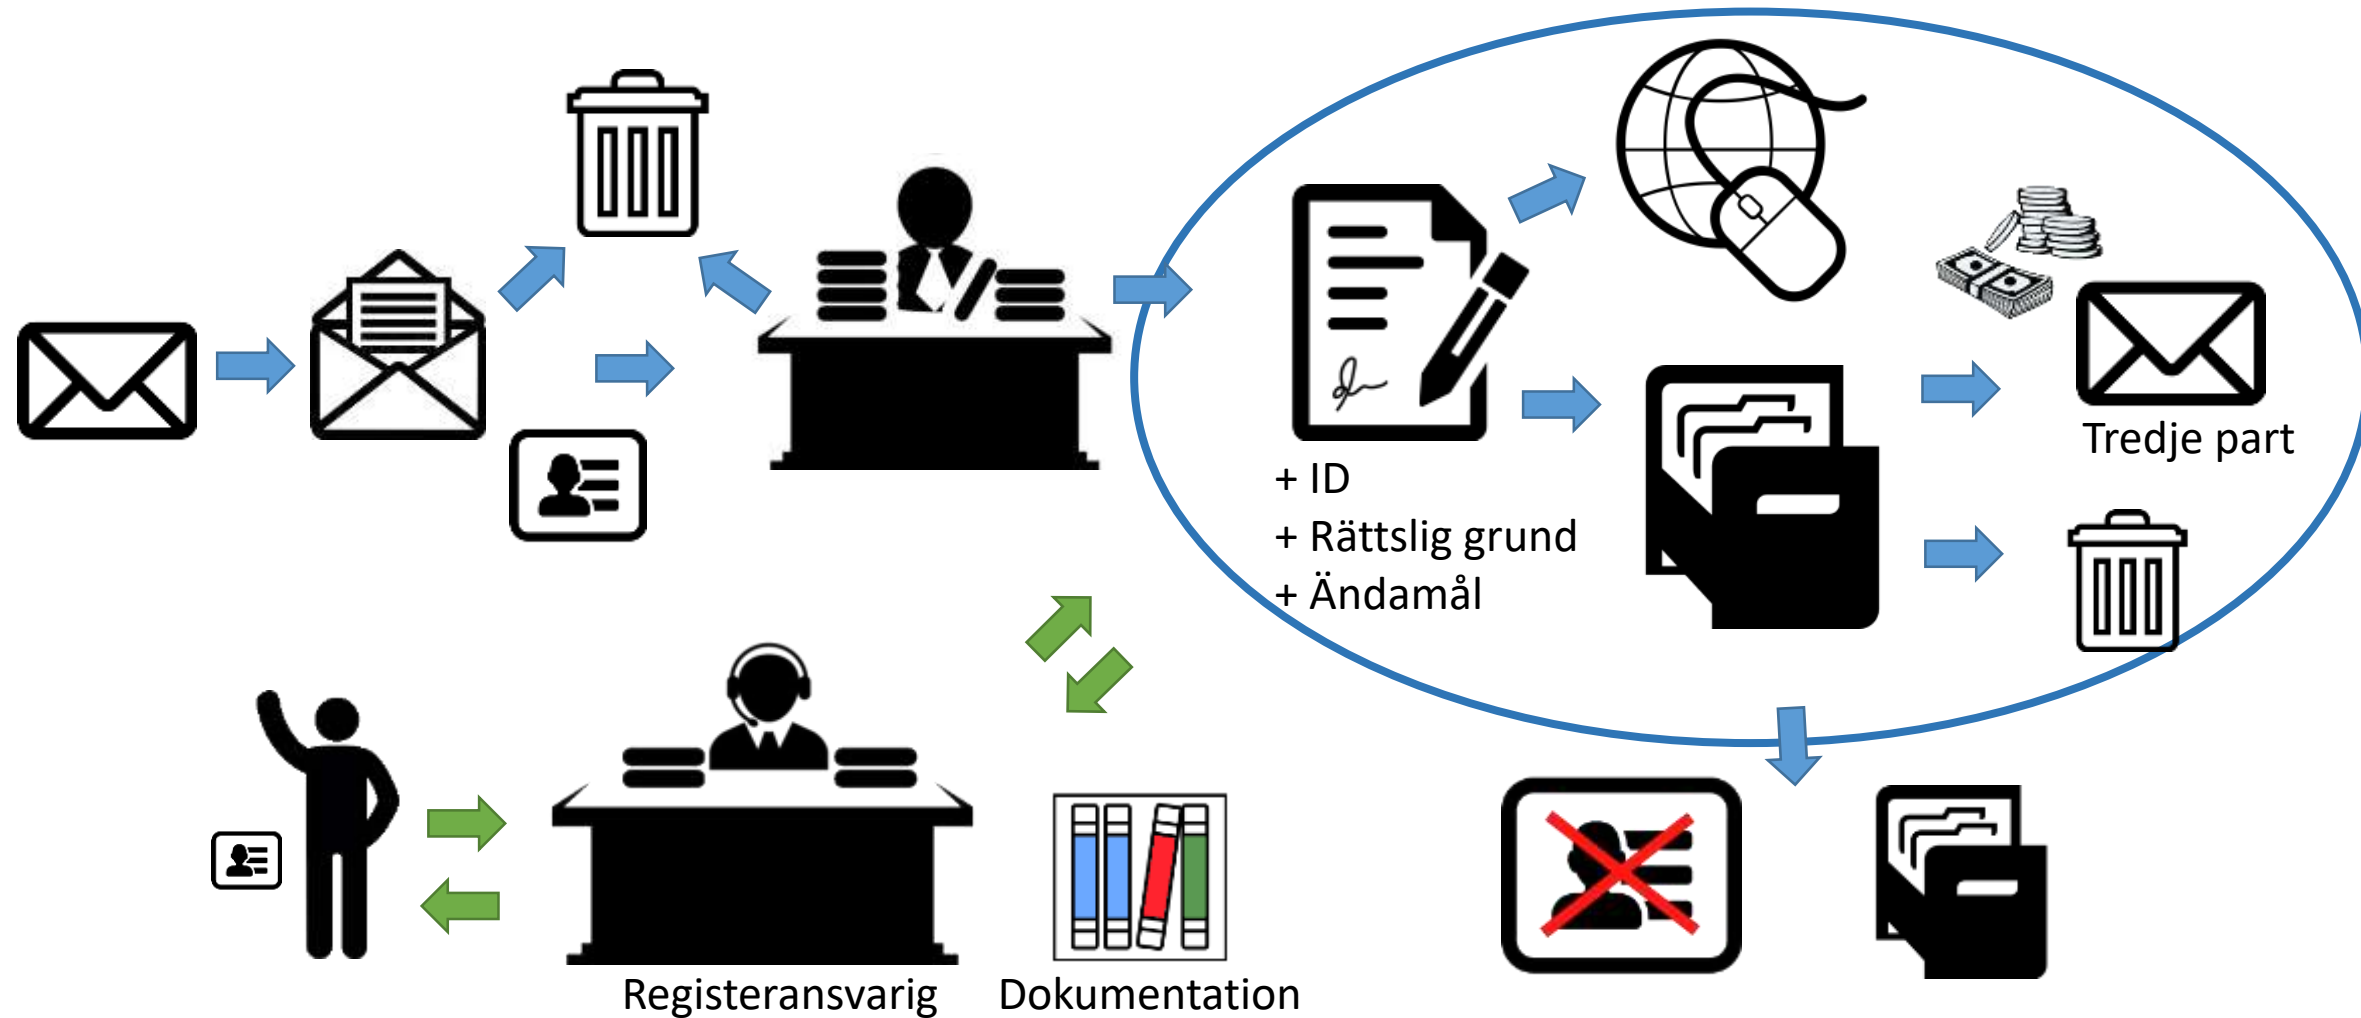 Tredje part
+ ID
+ Rättslig grund
+ Ändamål
Registeransvarig
Dokumentation